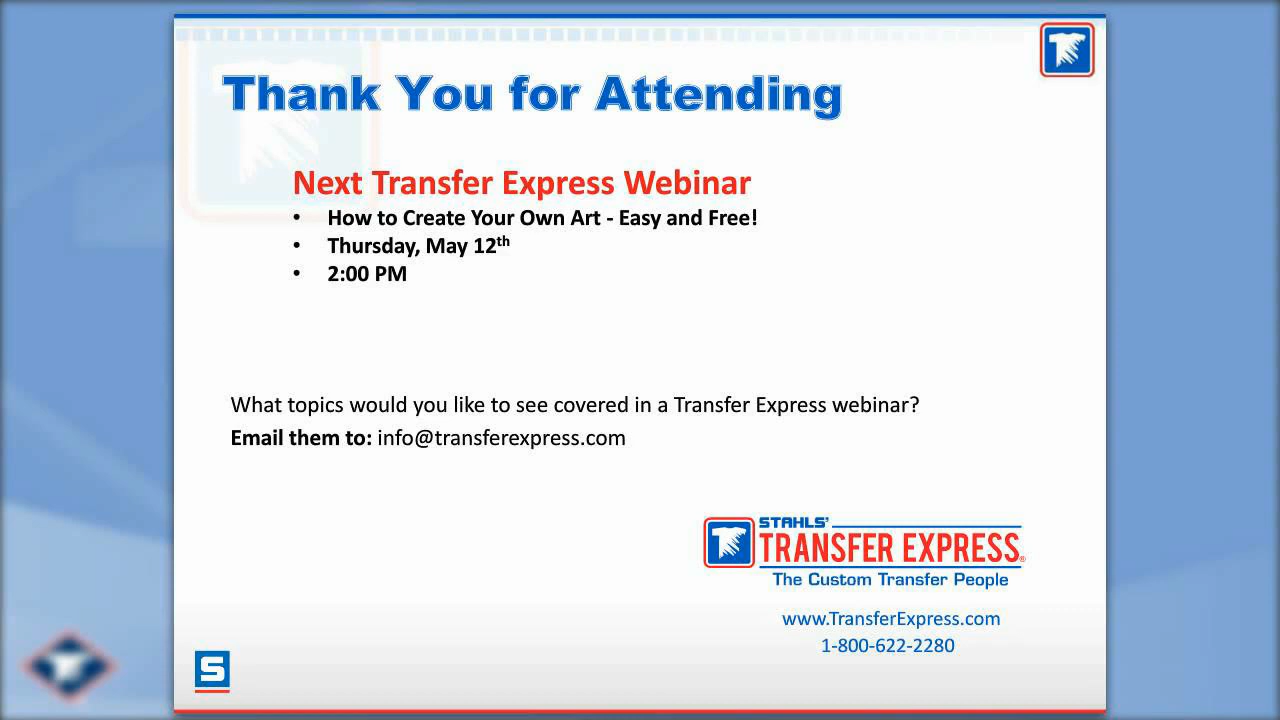 Thank You for Attending
Next Transfer Express Webinar
• How to Create Your Own Art - Easy and Free!
• Thursday, May 12th
• 2:00 PM
What topics would you like to see covered in a Transfer Express webinar?
Email them to: info@transferexpress.com
STAHLS'
TRANSFER EXPRESS®
The Custom Transfer People
www.TransferExpress.com
1-800-622-2280
S